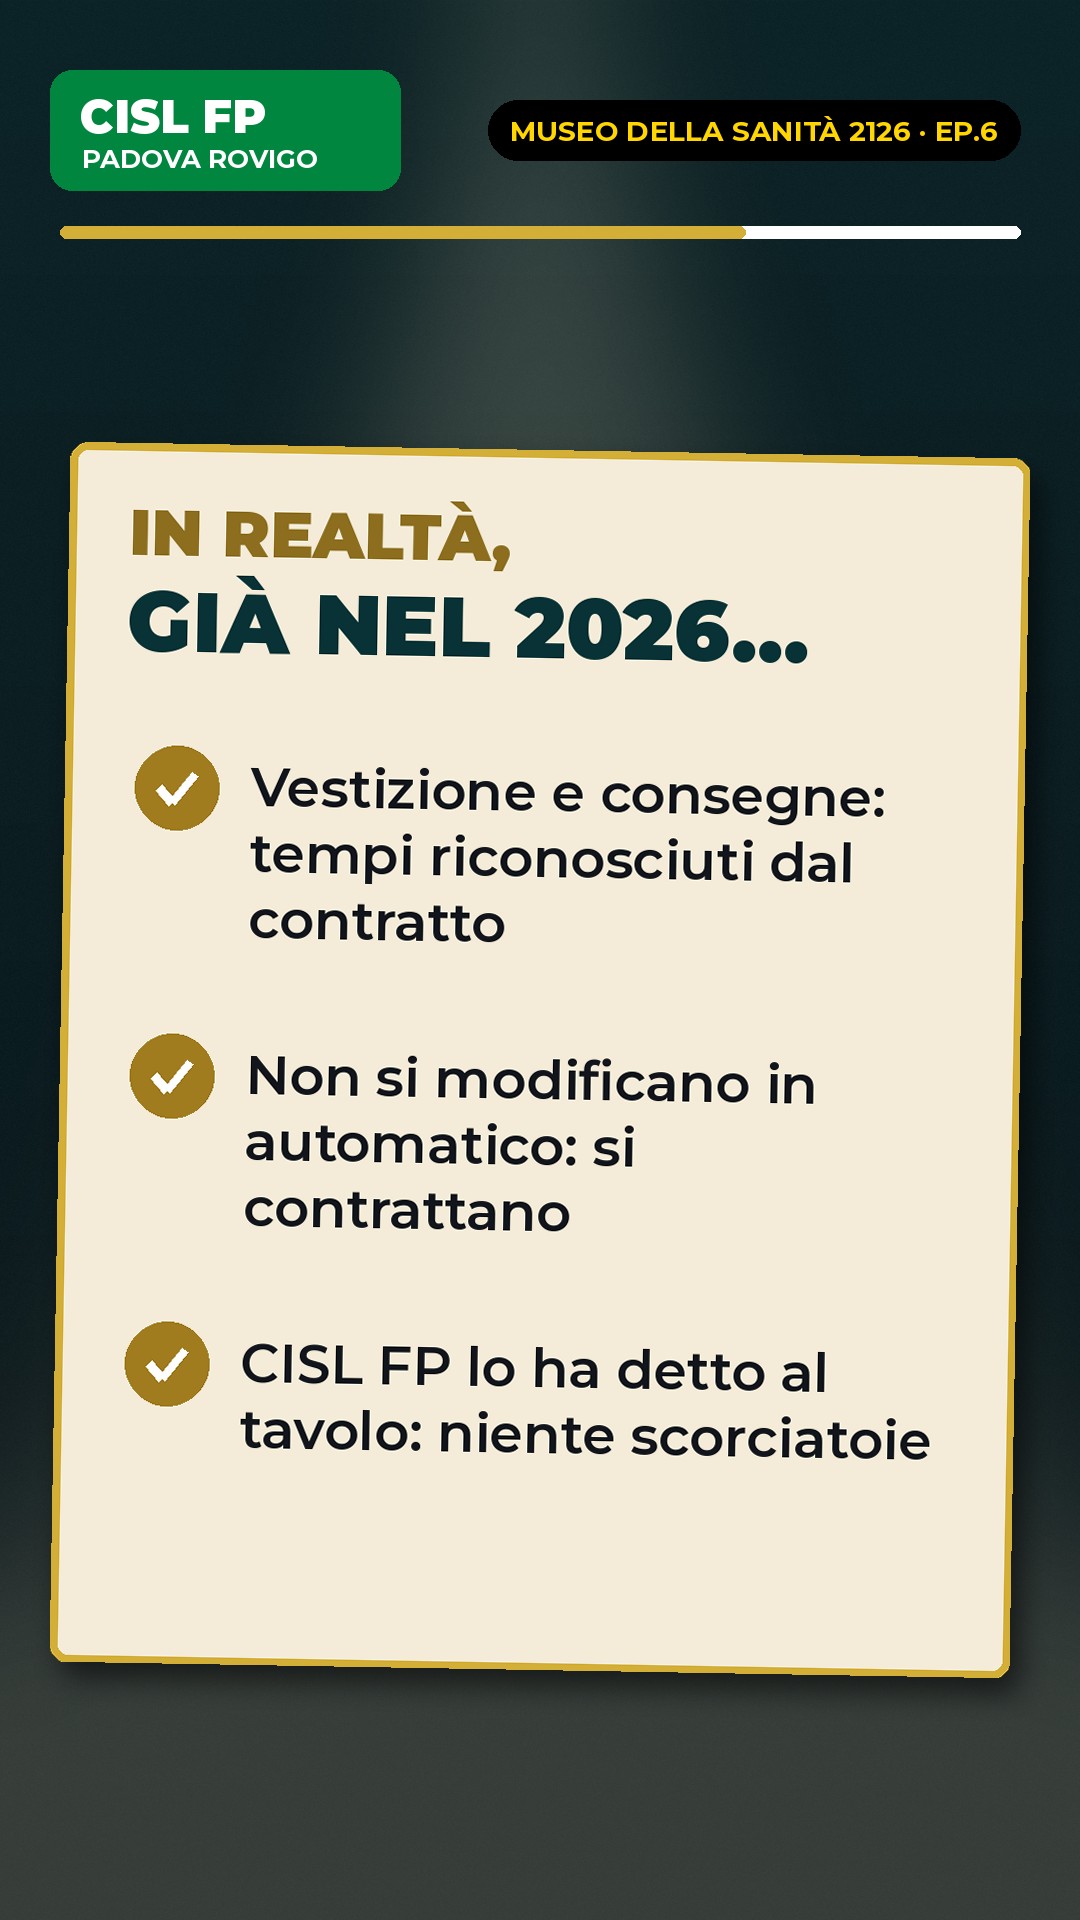 CISL FP
PADOVA ROVIGO
MUSEO DELLA SANITÀ 2126 · EP.6
IN REALTÀ,
GIÀ NEL 2026...
Vestizione e consegne:
tempi riconosciuti dal
contratto
Non si modificano in
automatico: si
contrattano
CISL FP lo ha detto al
tavolo: niente scorciatoie